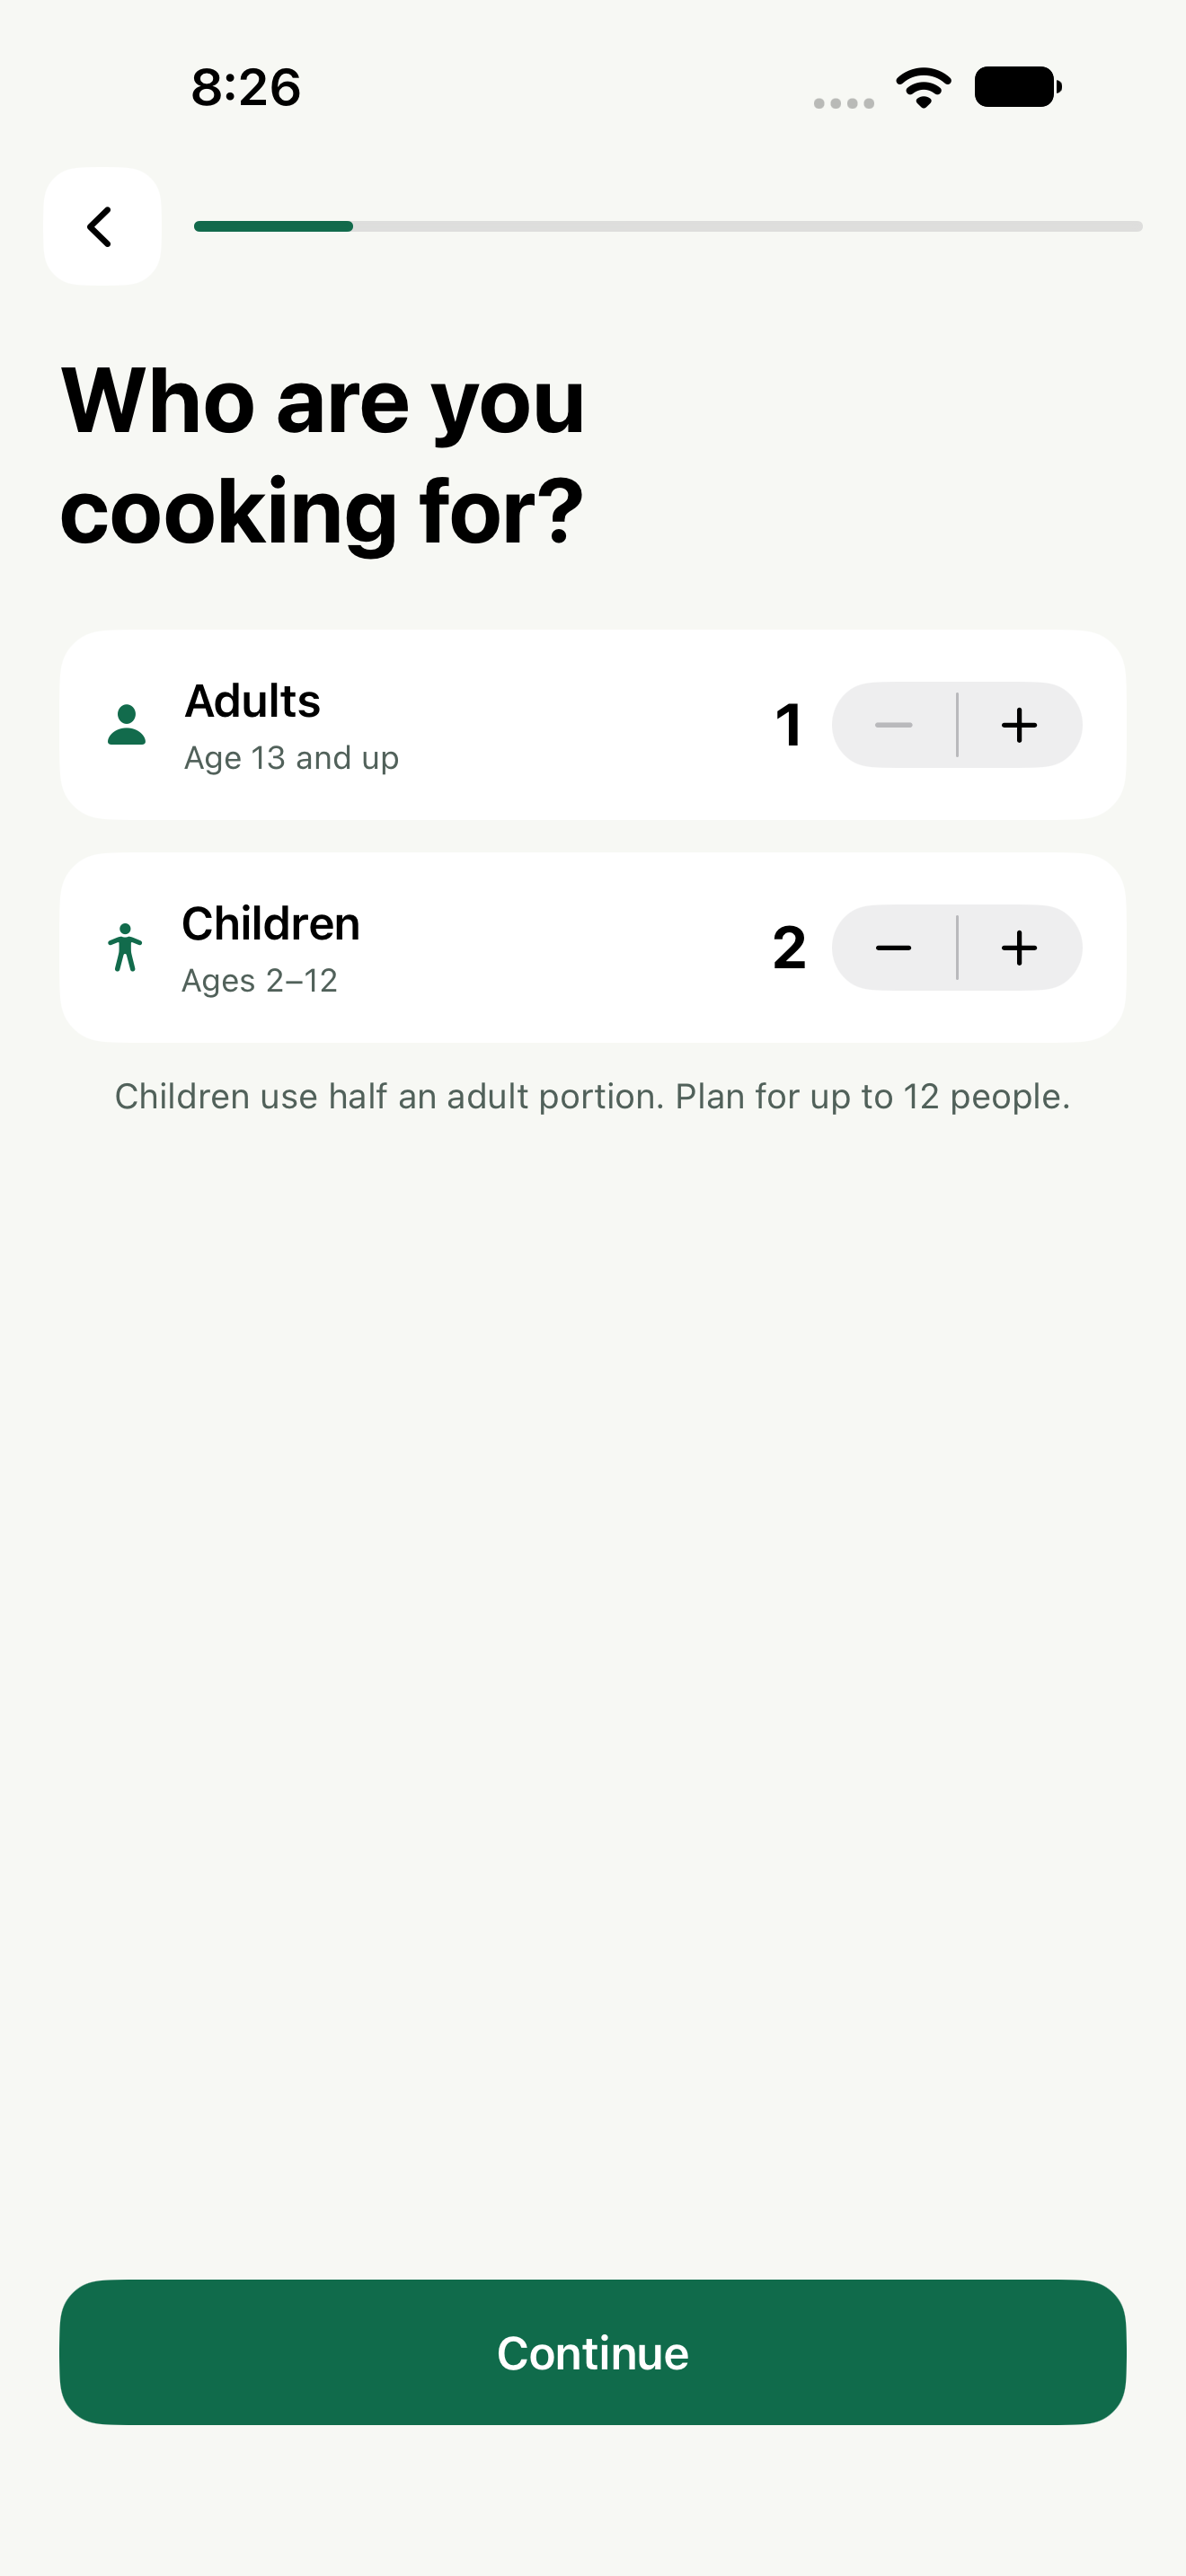 8:26
Who are you
cooking for?
Adults
Age 13 and up
1
Children
Ages 2–12
2
Children use half an adult portion. Plan for up to 12 people.
Continue